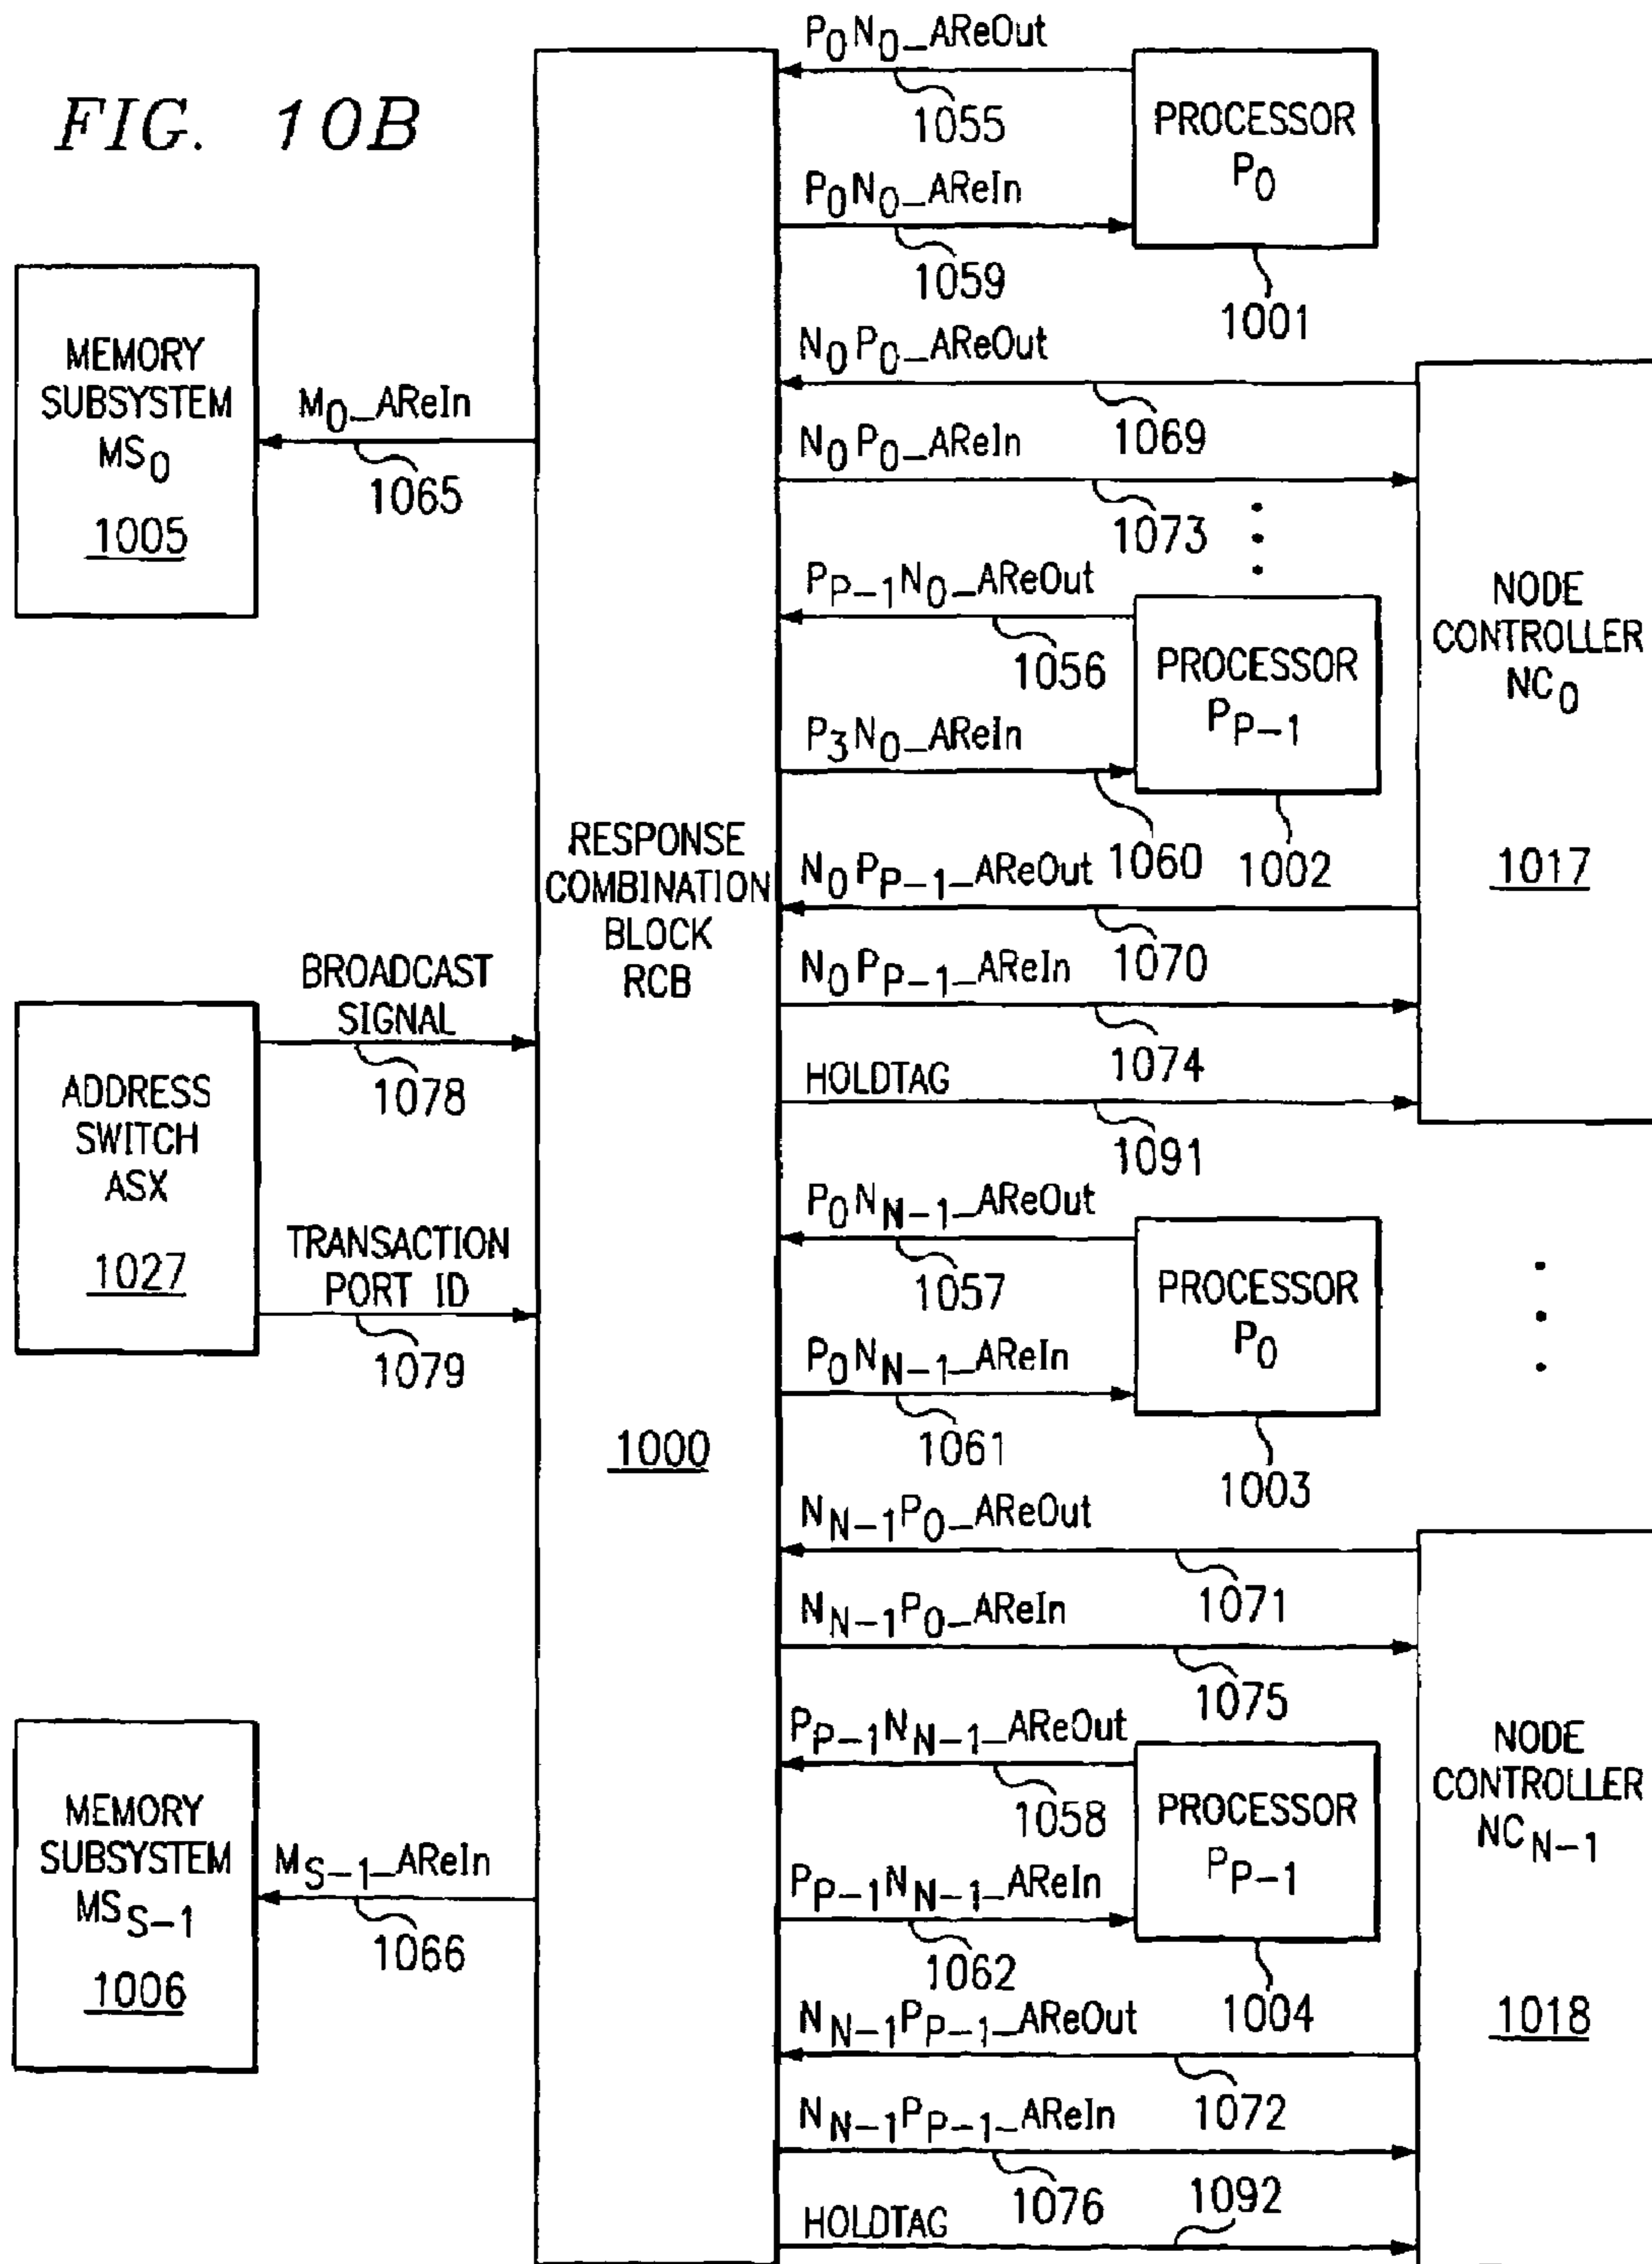 FIG. 10B
P0N0_AReOut
1055
PROCESSOR
P0
P0N0_AReIn
1059
1001
MEMORY
SUBSYSTEM
MS0
1005
M0_AReIn
1065
N0P0_AReOut
1069
N0P0_AReIn
1073
PP-1N0_AReOut
1056
PROCESSOR
PP-1
P3N0_AReIn
1060
1002
NODE
CONTROLLER
NC0
1017
RESPONSE
COMBINATION
BLOCK
RCB
1000
N0PP-1_AReOut
1070
N0PP-1_AReIn
1074
HOLDTAG
1091
ADDRESS
SWITCH
ASX
1027
BROADCAST
SIGNAL
1078
TRANSACTION
PORT ID
1079
P0NN-1_AReOut
1057
PROCESSOR
P0
P0NN-1_AReIn
1061
1003
NN-1P0_AReOut
1071
NN-1P0_AReIn
1075
PP-1NN-1_AReOut
1058
PROCESSOR
PP-1
PP-1NN-1_AReIn
1062
1004
NODE
CONTROLLER
NCN-1
1018
MEMORY
SUBSYSTEM
MSS-1
1006
MS-1_AReIn
1066
NN-1PP-1_AReOut
1072
NN-1PP-1_AReIn
1076
HOLDTAG
1092